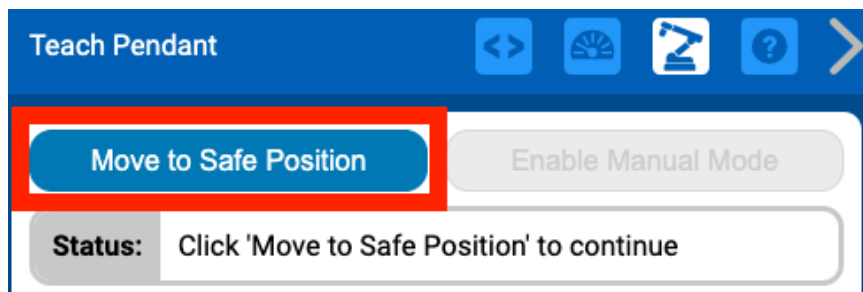 Teach Pendant
Move to Safe Position
Enable Manual Mode
Status: Click 'Move to Safe Position' to continue